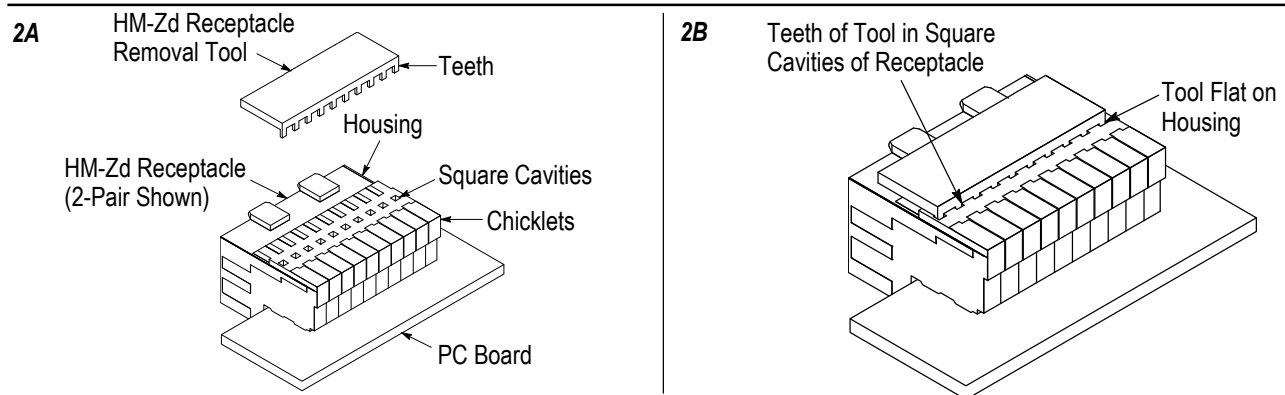 2A
HM-Zd Receptacle
Removal Tool
Teeth
Housing
HM-Zd Receptacle
(2-Pair Shown)
Square Cavities
Chicklets
PC Board
2B
Teeth of Tool in Square
Cavities of Receptacle
Tool Flat on
Housing